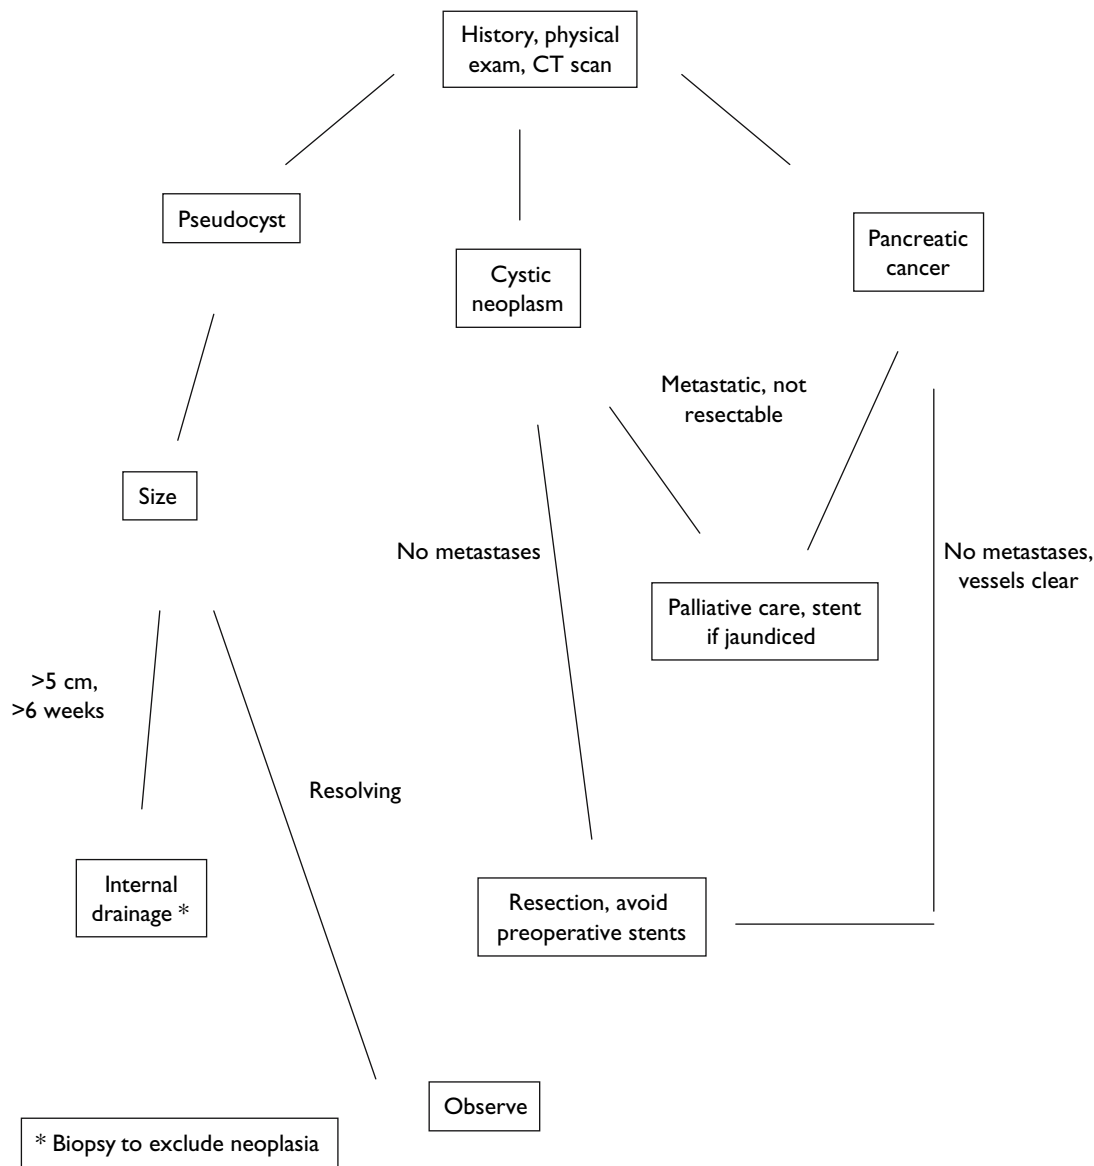 History, physical
exam, CT scan
Pseudocyst
Cystic
neoplasm
Pancreatic
cancer
Metastatic, not
resectable
Size
No metastases
No metastases,
vessels clear
Palliative care, stent
if jaundiced
>5 cm,
>6 weeks
Resolving
Internal
drainage *
Resection, avoid
preoperative stents
Observe
* Biopsy to exclude neoplasia